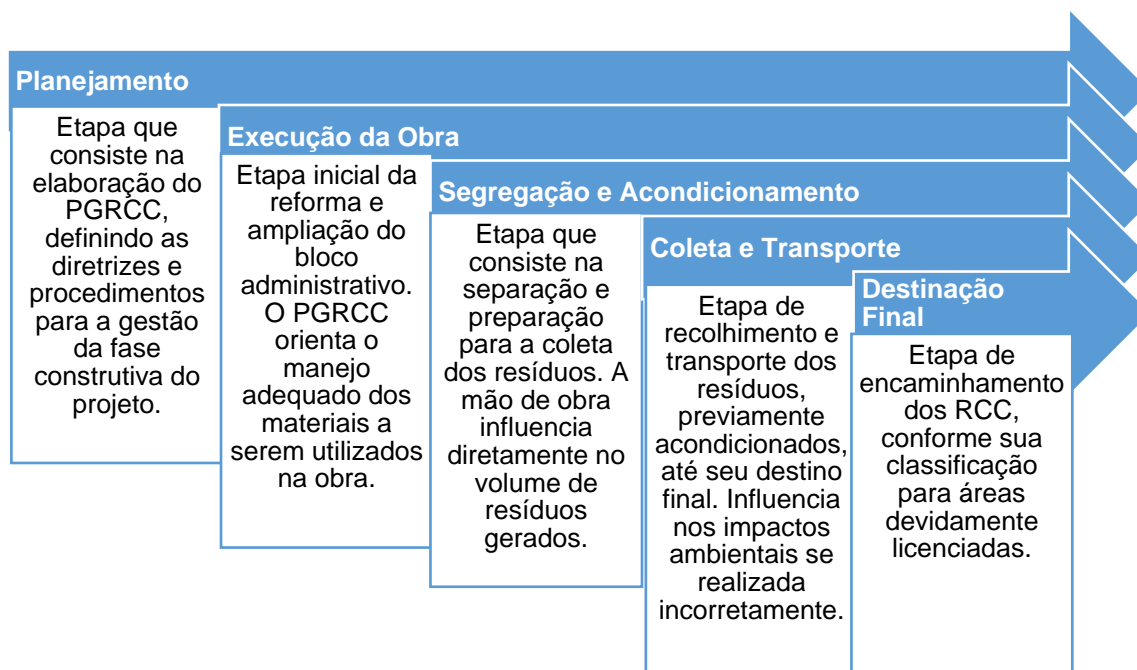 Planejamento
Etapa que
consiste na
elaboração do
PGRCC,
definindo as
diretrizes e
procedimentos
para a gestão
da fase
construtiva do
projeto.
Execução da Obra
Etapa inicial da
reforma e
ampliação do
bloco
administrativo.
O PGRCC
orienta o
manejo
adequado dos
materiais a
serem utilizados
na obra.
Segregação e Acondicionamento
Etapa que
consiste na
separação e
preparação
para a coleta
dos resíduos. A
mão de obra
influencia
diretamente no
volume de
resíduos
gerados.
Coleta e Transporte
Etapa de
recolhimento e
transporte dos
resíduos,
previamente
acondicionados,
até seu destino
final. Influencia
nos impactos
ambientais se
realizada
incorretamente.
Destinação
Final
Etapa de
encaminhamento
dos RCC,
conforme sua
classificação
para áreas
devidamente
licenciadas.